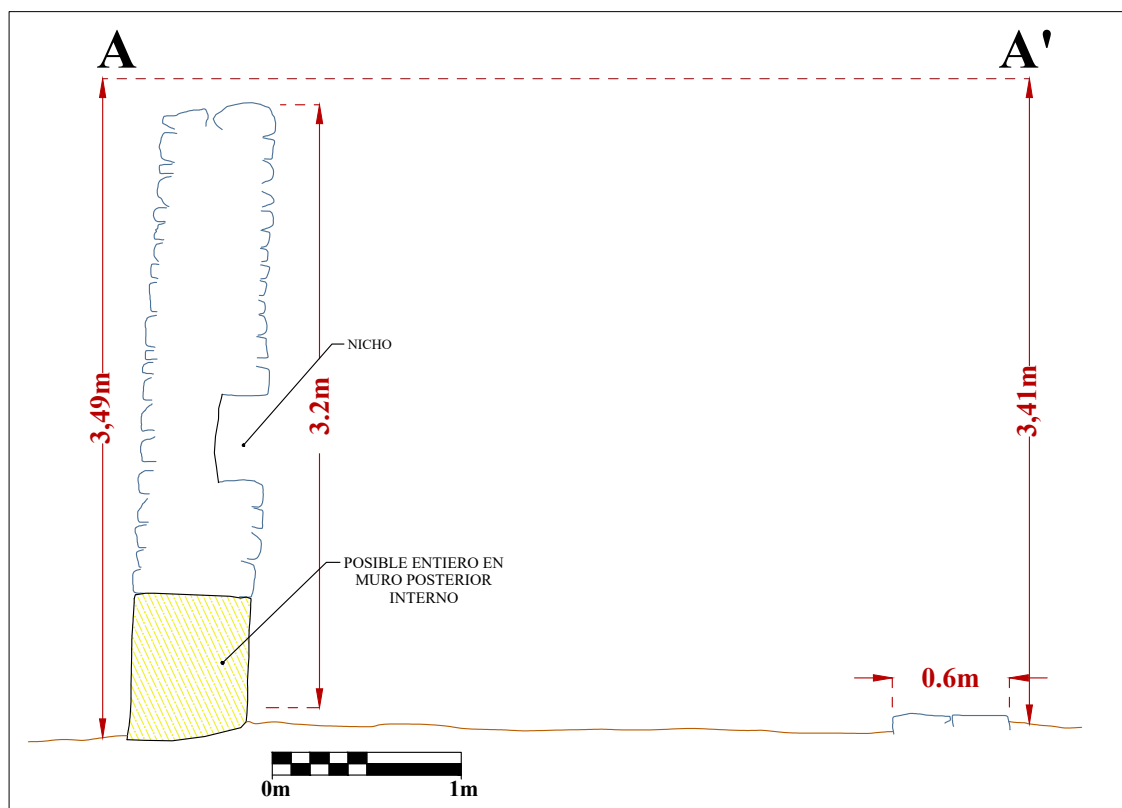 A
A'
NICHO
3,49m
3.2m
3,41m
POSIBLE ENTIERO EN
MURO POSTERIOR
INTERNO
0.6m
0m
1m